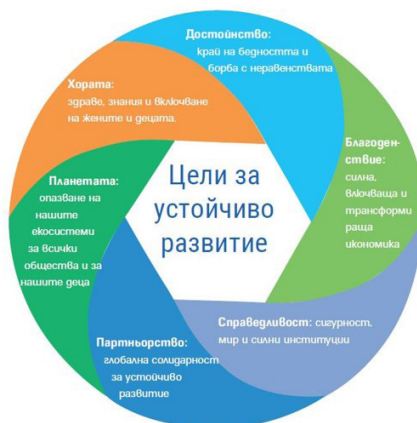 Цели за
устойчиво
развитие
Достойнство:
край на бедността и
борба с неравенствата
Благоден-
ствие:
силна,
включваща и
трансформи
раща
икономика
Справедливост: сигурност,
мир и силни институции
Партньорство:
глобална солидарност
за устойчиво
развитие
Планетата:
опазване на
нашите
екосистеми
за всички
общества и за
нашите деца
Хората:
здраве, знания и включване
на жените и децата.